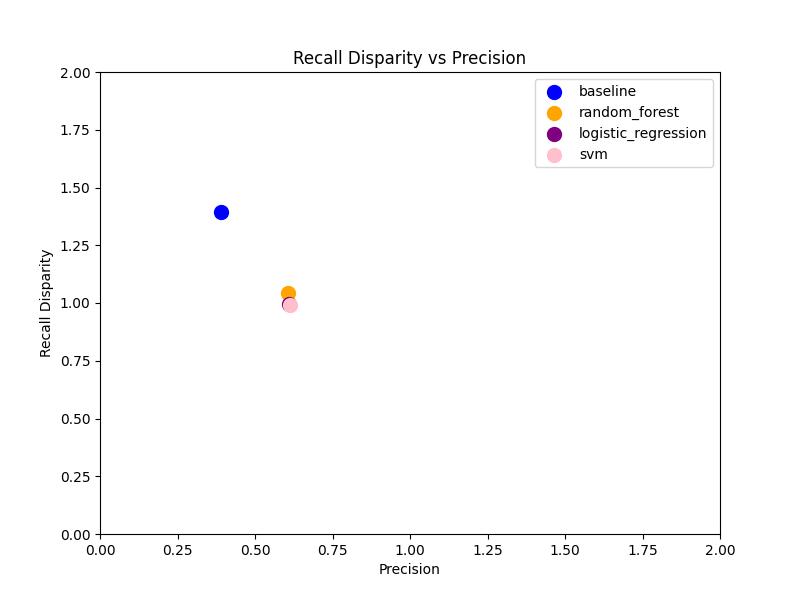 Recall Disparity vs Precision
2.00
1.75
1.50
1.25
1.00
0.75
0.50
0.25
0.00
Recall Disparity
baseline
random_forest
logistic_regression
svm
0.00 0.25 0.50 0.75 1.00 1.25 1.50 1.75 2.00
Precision